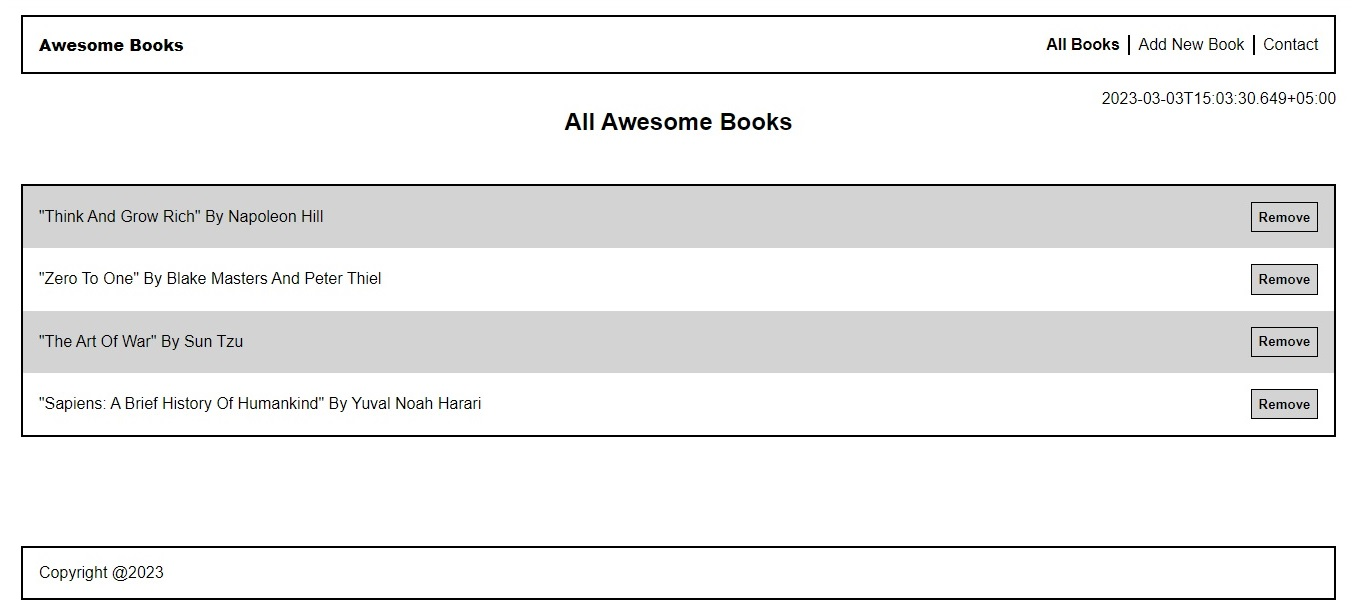 Awesome Books All Books Add New Book Contact
2023-03-03T15:03:30.649+05:00
All Awesome Books
"Think And Grow Rich" By Napoleon Hill Remove
"Zero To One" By Blake Masters And Peter Thiel Remove
"The Art Of War" By Sun Tzu Remove
"Sapiens: A Brief History Of Humankind" By Yuval Noah Harari Remove
Copyright @2023